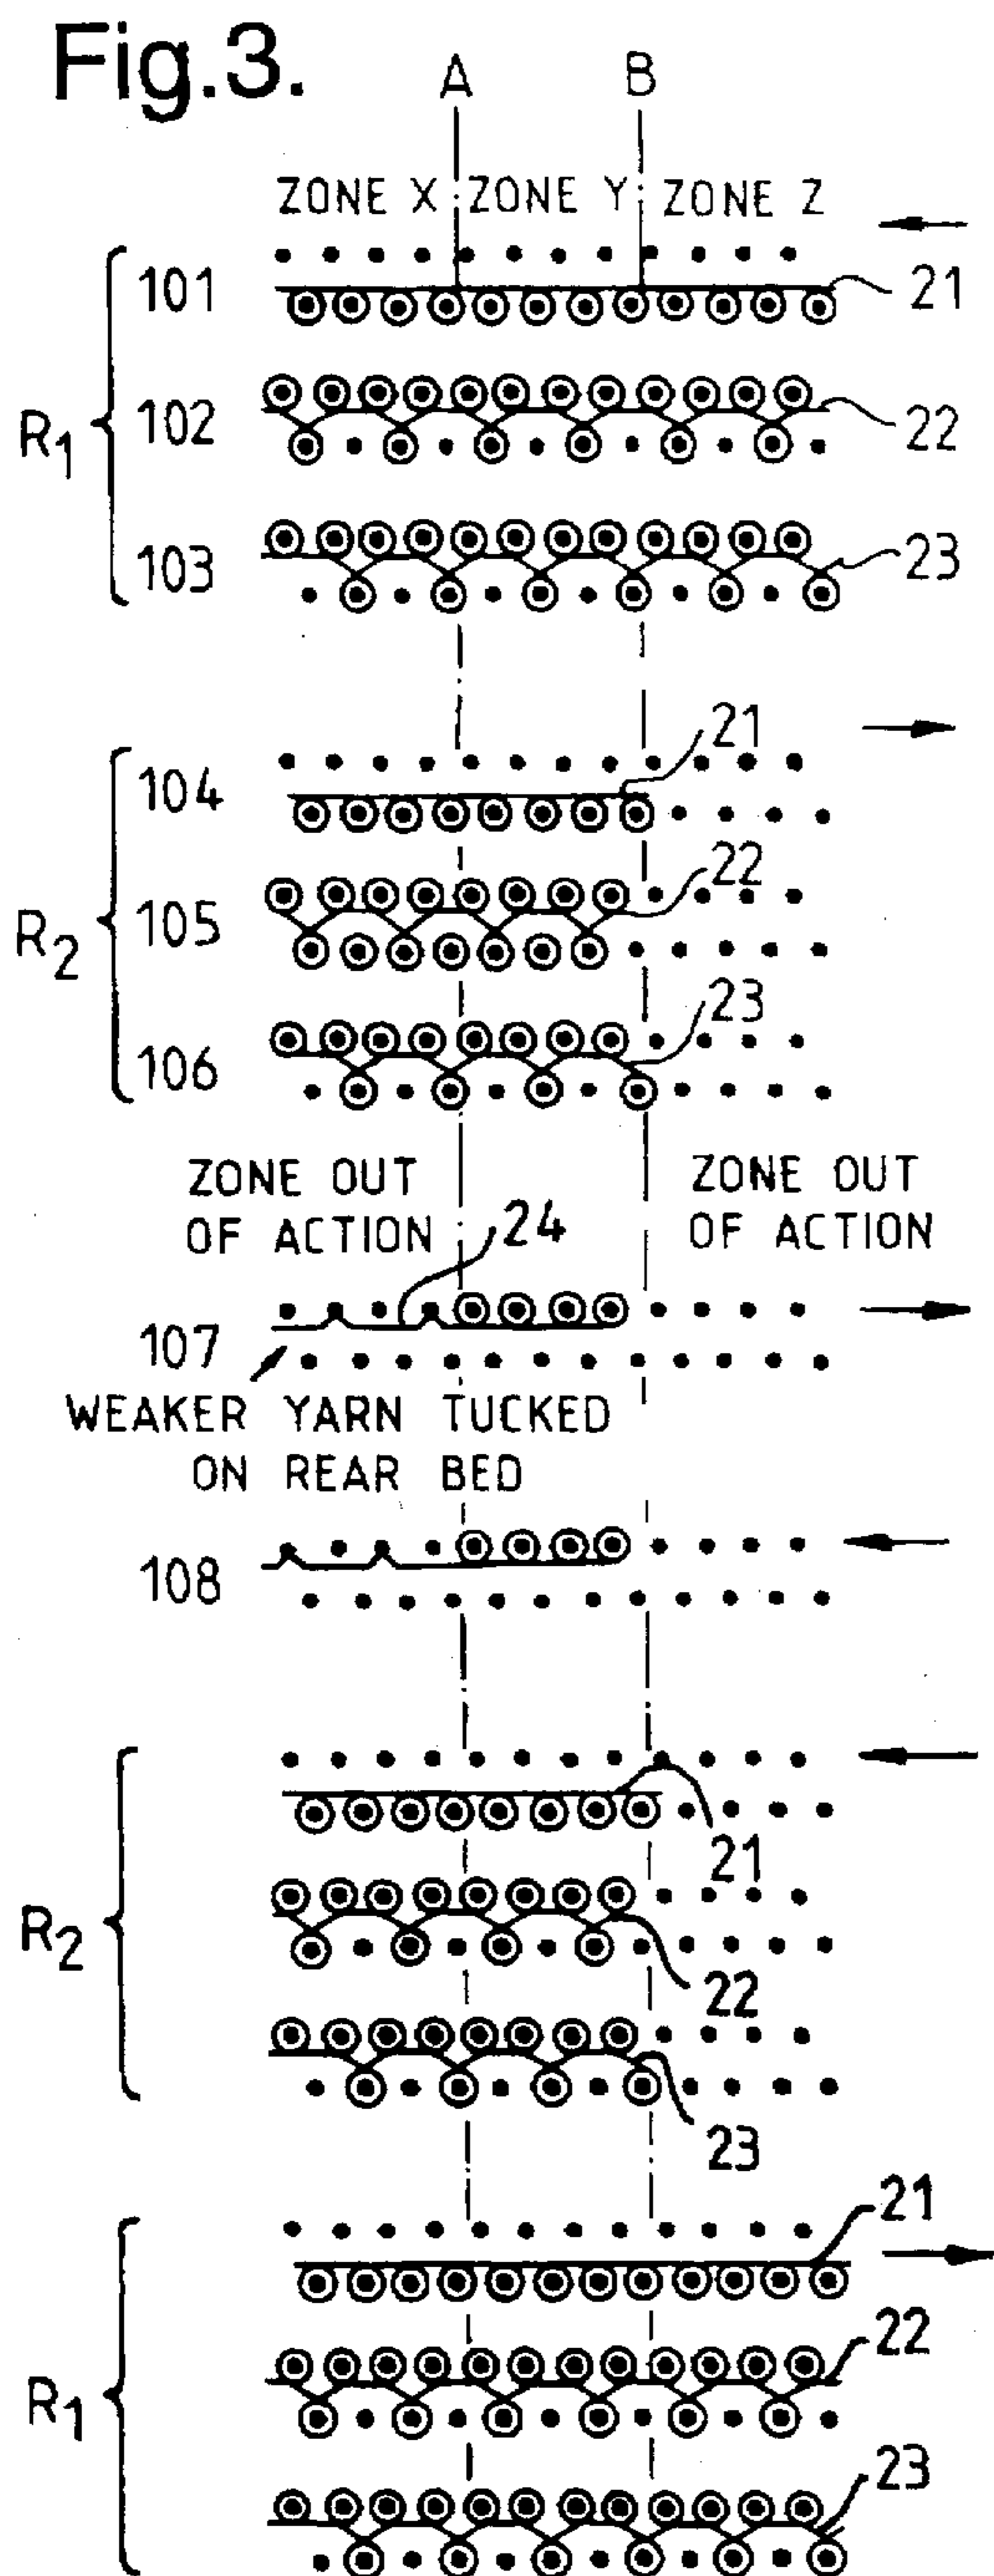 Fig.3.
A B
ZONE X ZONE Y ZONE Z
101 21
R1 102 22
103 23
21
104
22
R2 105
23
106
ZONE OUT OF ACTION
ZONE OUT OF ACTION
24
107
WEAKER YARN TUCKED
ON REAR BED
108
21
R2
22
23
21
22
R1
23